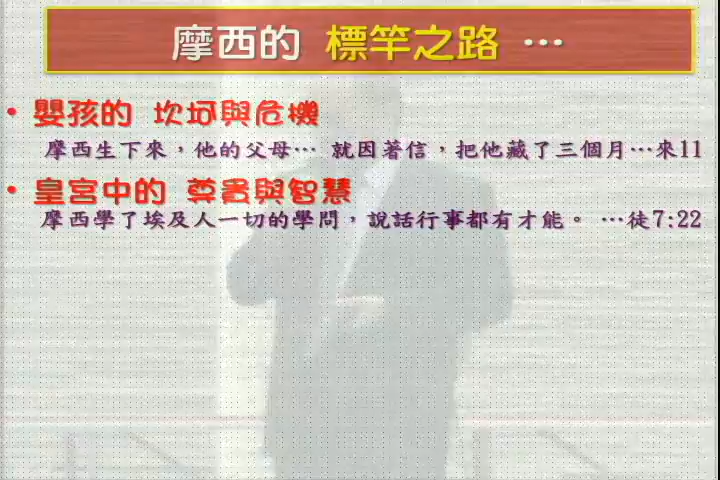 摩西的 標竿之路 …
• 嬰孩的 坎坷與危機
摩西生下來，他的父母… 就因著信，把他藏了三個月…來11
• 皇宮中的 尊貴與智慧
摩西學了埃及人一切的學問，說話行事都有才能。 …徒7:22